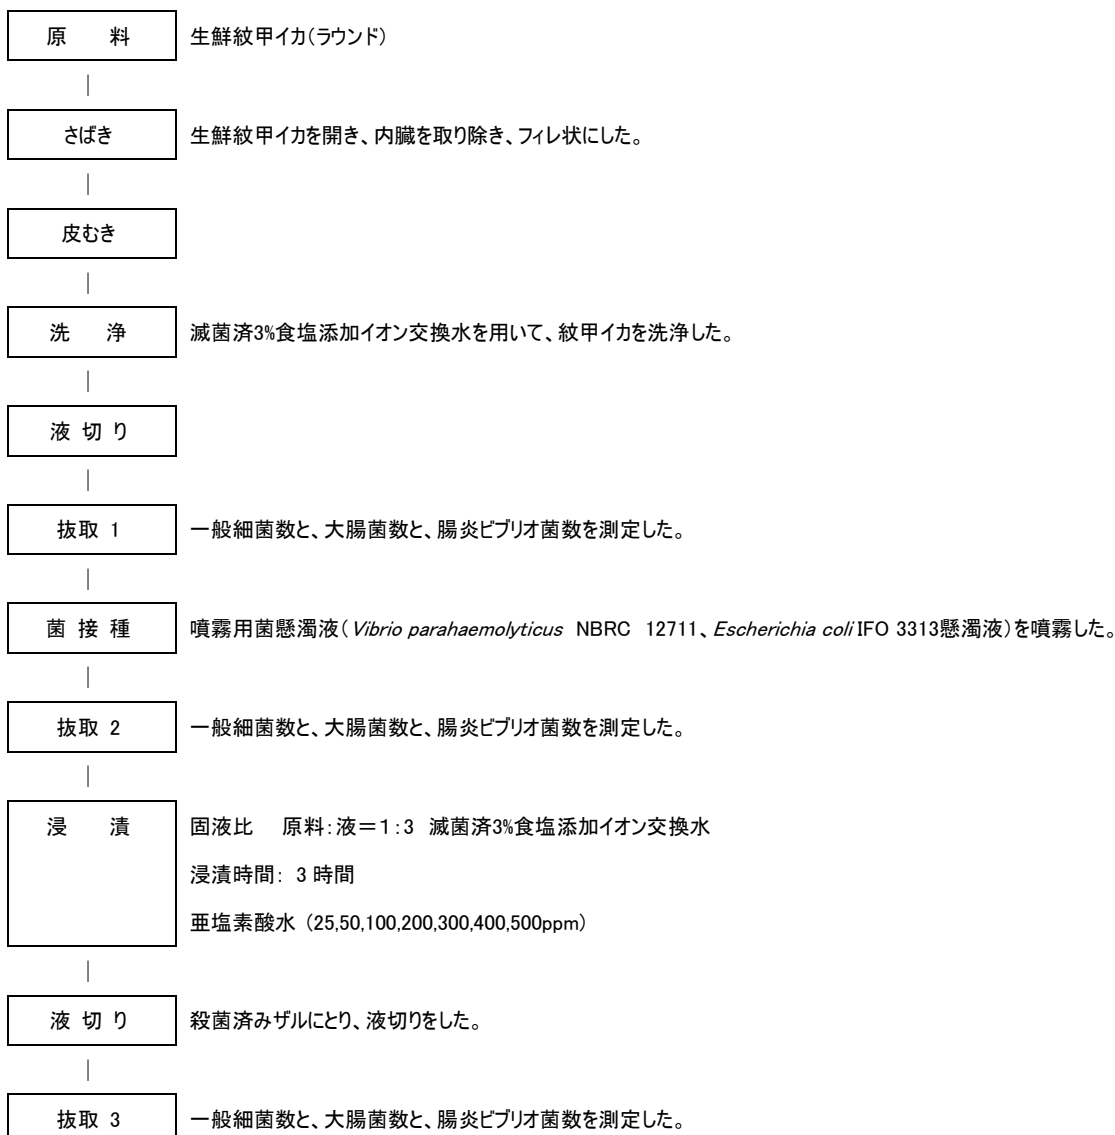 原　料　生鮮紋甲イカ(ラウンド)
さばき　生鮮紋甲イカを開き、内臓を取り除き、フィレ状にした。
皮むき
洗　浄　滅菌済3%食塩添加イオン交換水を用いて、紋甲イカを洗浄した。
液 切 り
抜取 1　一般細菌数と、大腸菌数と、腸炎ビブリオ菌数を測定した。
菌 接 種　噴霧用菌懸濁液(Vibrio parahaemolyticus NBRC 12711、Escherichia coli IFO 3313懸濁液)を噴霧した。
抜取 2　一般細菌数と、大腸菌数と、腸炎ビブリオ菌数を測定した。
浸　漬　固液比　原料:液＝1:3 滅菌済3%食塩添加イオン交換水
浸漬時間: 3 時間
亜塩素酸水 (25,50,100,200,300,400,500ppm)
液 切 り　殺菌済みザルにとり、液切りをした。
抜取 3　一般細菌数と、大腸菌数と、腸炎ビブリオ菌数を測定した。